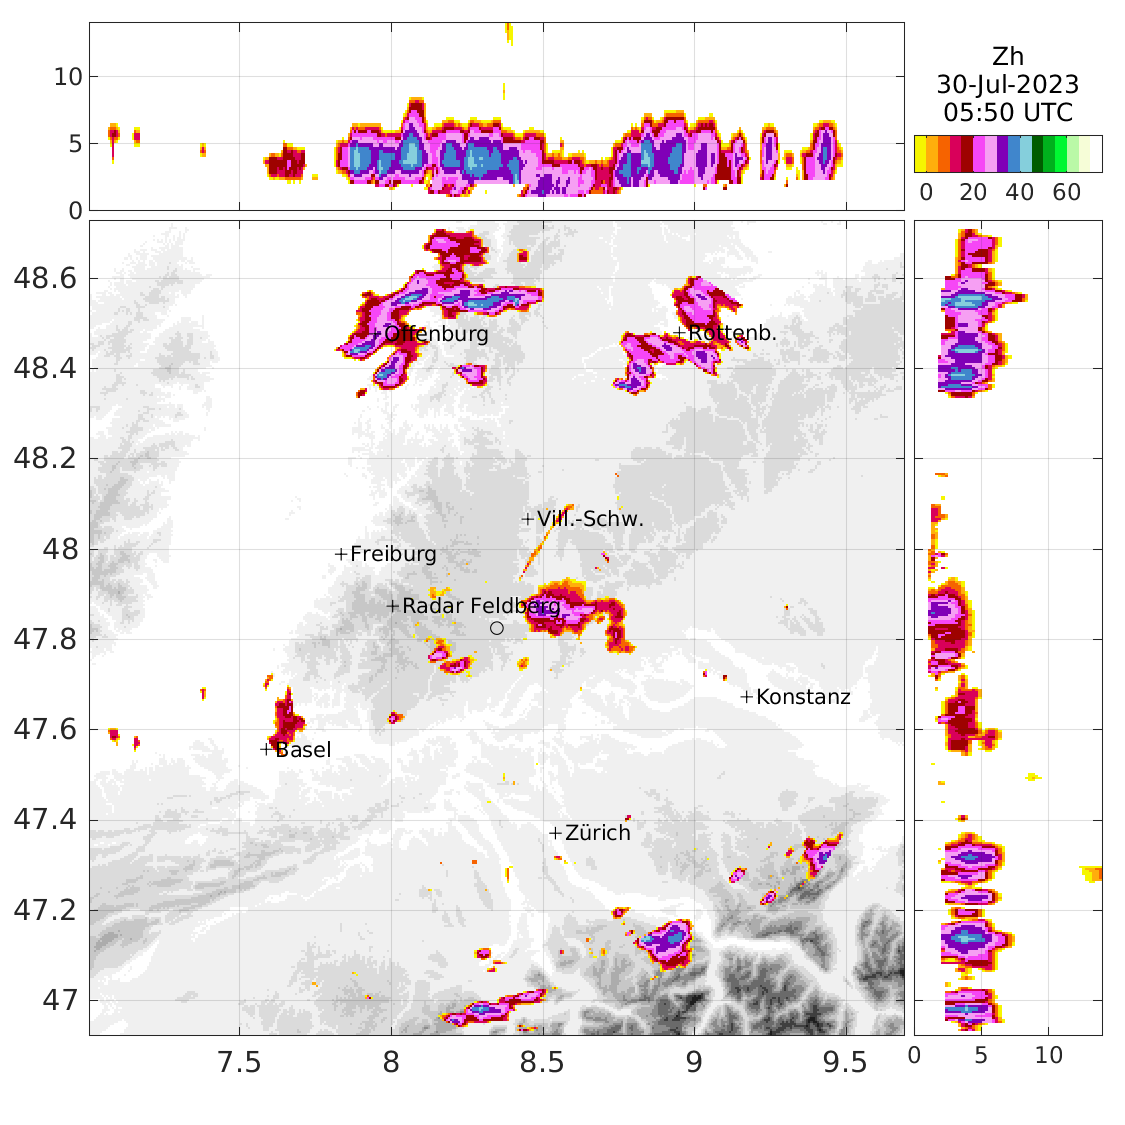 10
5
0
Zh
30-Jul-2023
05:50 UTC
0 20 40 60
48.6
48.4
48.2
48
47.8
47.6
47.4
47.2
47
Offenburg
Rottenb.
Vill.-Schw.
Freiburg
Radar Feldberg
Konstanz
Basel
Zürich
7.5 8 8.5 9 9.5
0 5 10